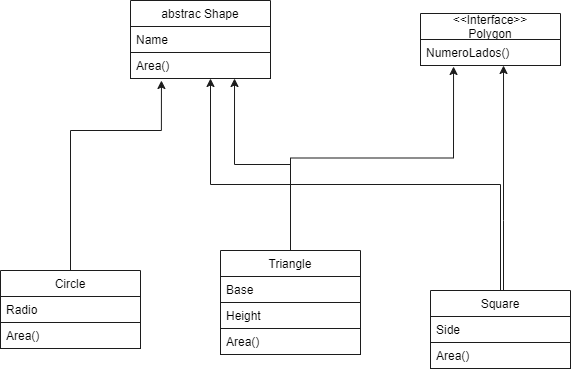 abstrac Shape
Name
Area()
<<Interface>>
Polygon
NumeroLados()
Circle
Radio
Area()
Triangle
Base
Height
Area()
Square
Side
Area()